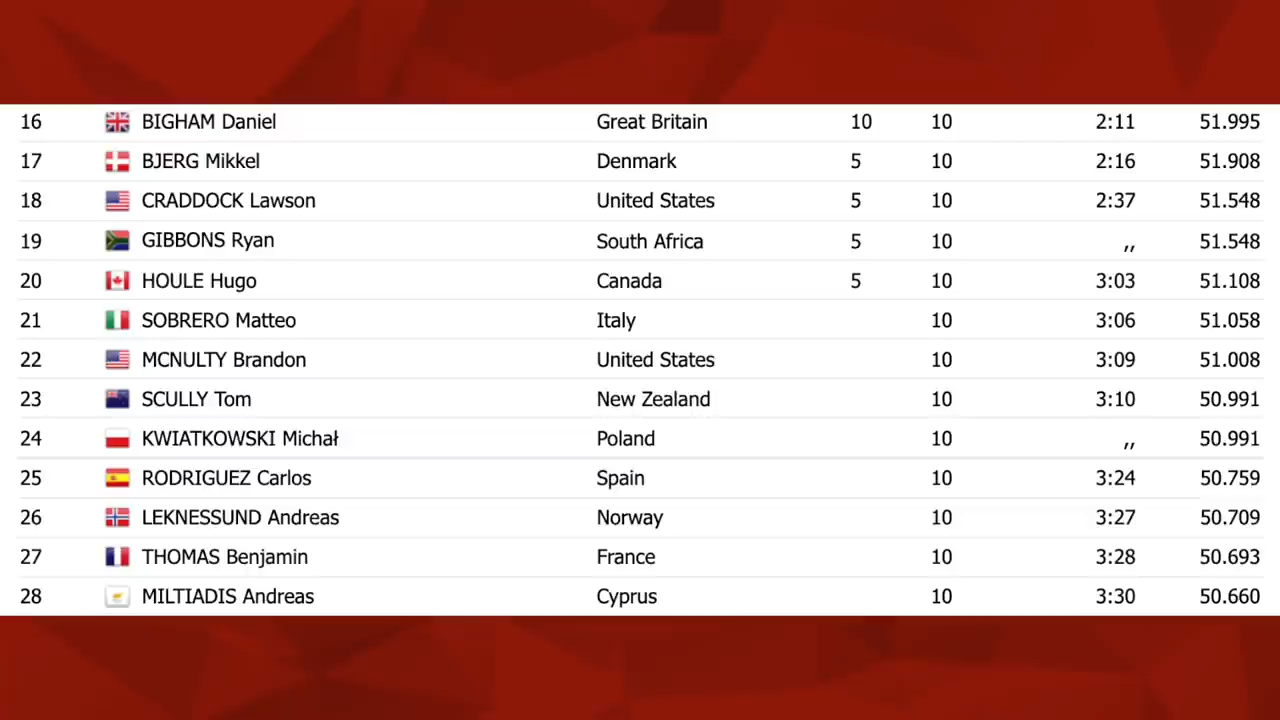 16 BIGHAM Daniel Great Britain 10 10 2:11 51.995
17 BJERG Mikkel Denmark 5 10 2:16 51.908
18 CRADDOCK Lawson United States 5 10 2:37 51.548
19 GIBBONS Ryan South Africa 5 10 ,, 51.548
20 HOULE Hugo Canada 5 10 3:03 51.108
21 SOBRERO Matteo Italy 10 3:06 51.058
22 MCNULTY Brandon United States 10 3:09 51.008
23 SCULLY Tom New Zealand 10 3:10 50.991
24 KWIATKOWSKI Michał Poland 10 ,, 50.991
25 RODRIGUEZ Carlos Spain 10 3:24 50.759
26 LEKNESSUND Andreas Norway 10 3:27 50.709
27 THOMAS Benjamin France 10 3:28 50.693
28 MILTIADIS Andreas Cyprus 10 3:30 50.660